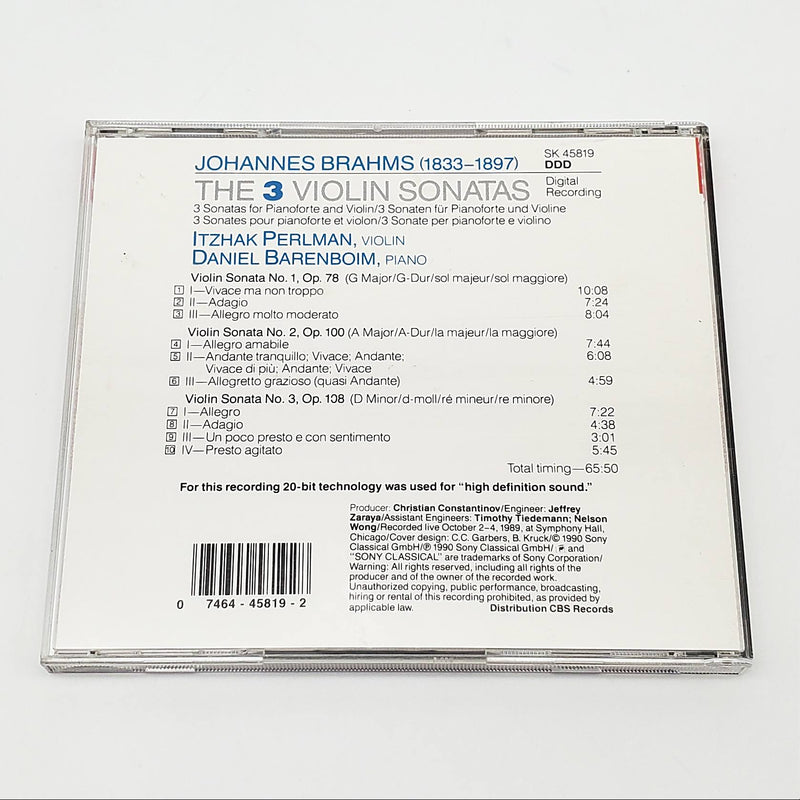 JOHANNES BRAHMS (1833–1897)
SK 45819
DDD
THE 3 VIOLIN SONATAS
Digital
Recording
3 Sonatas for Pianoforte and Violin/3 Sonaten für Pianoforte und Violine
3 Sonates pour pianoforte et violon/3 Sonate per pianoforte e violino
ITZHAK PERLMAN, VIOLIN
DANIEL BARENBOIM, PIANO
Violin Sonata No. 1, Op. 78 (G Major/G-Dur/sol majeur/sol maggiore)
1 I—Vivace ma non troppo 10:08
2 II—Adagio 7:24
3 III—Allegro molto moderato 8:04
Violin Sonata No. 2, Op. 100 (A Major/A-Dur/la majeur/la maggiore)
4 I—Allegro amabile 7:44
5 II—Andante tranquillo; Vivace; Andante; 6:08
Vivace di più; Andante; Vivace
6 III—Allegretto grazioso (quasi Andante) 4:59
Violin Sonata No. 3, Op. 108 (D Minor/d-moll/ré mineur/re minore)
7 I—Allegro 7:22
8 II—Adagio 4:38
9 III—Un poco presto e con sentimento 3:01
10 IV—Presto agitato 5:45
Total timing—65:50
For this recording 20-bit technology was used for "high definition sound."
Producer: Christian Constantinov/Engineer: Jeffrey
Zaraya/Assistant Engineers: Timothy Tiedemann; Nelson
Wong/Recorded live October 2–4, 1989, at Symphony Hall,
Chicago/Cover design: C.C. Garbers, B. Kruck/© 1990 Sony
Classical GmbH/℗ 1990 Sony Classical GmbH/ and
"SONY CLASSICAL" are trademarks of Sony Corporation/
Warning: All rights reserved, including all rights of the
producer and of the owner of the recorded work.
Unauthorized copying, public performance, broadcasting,
hiring or rental of this recording prohibited, as provided by
applicable law. Distribution CBS Records
0 7464 - 45819 - 2